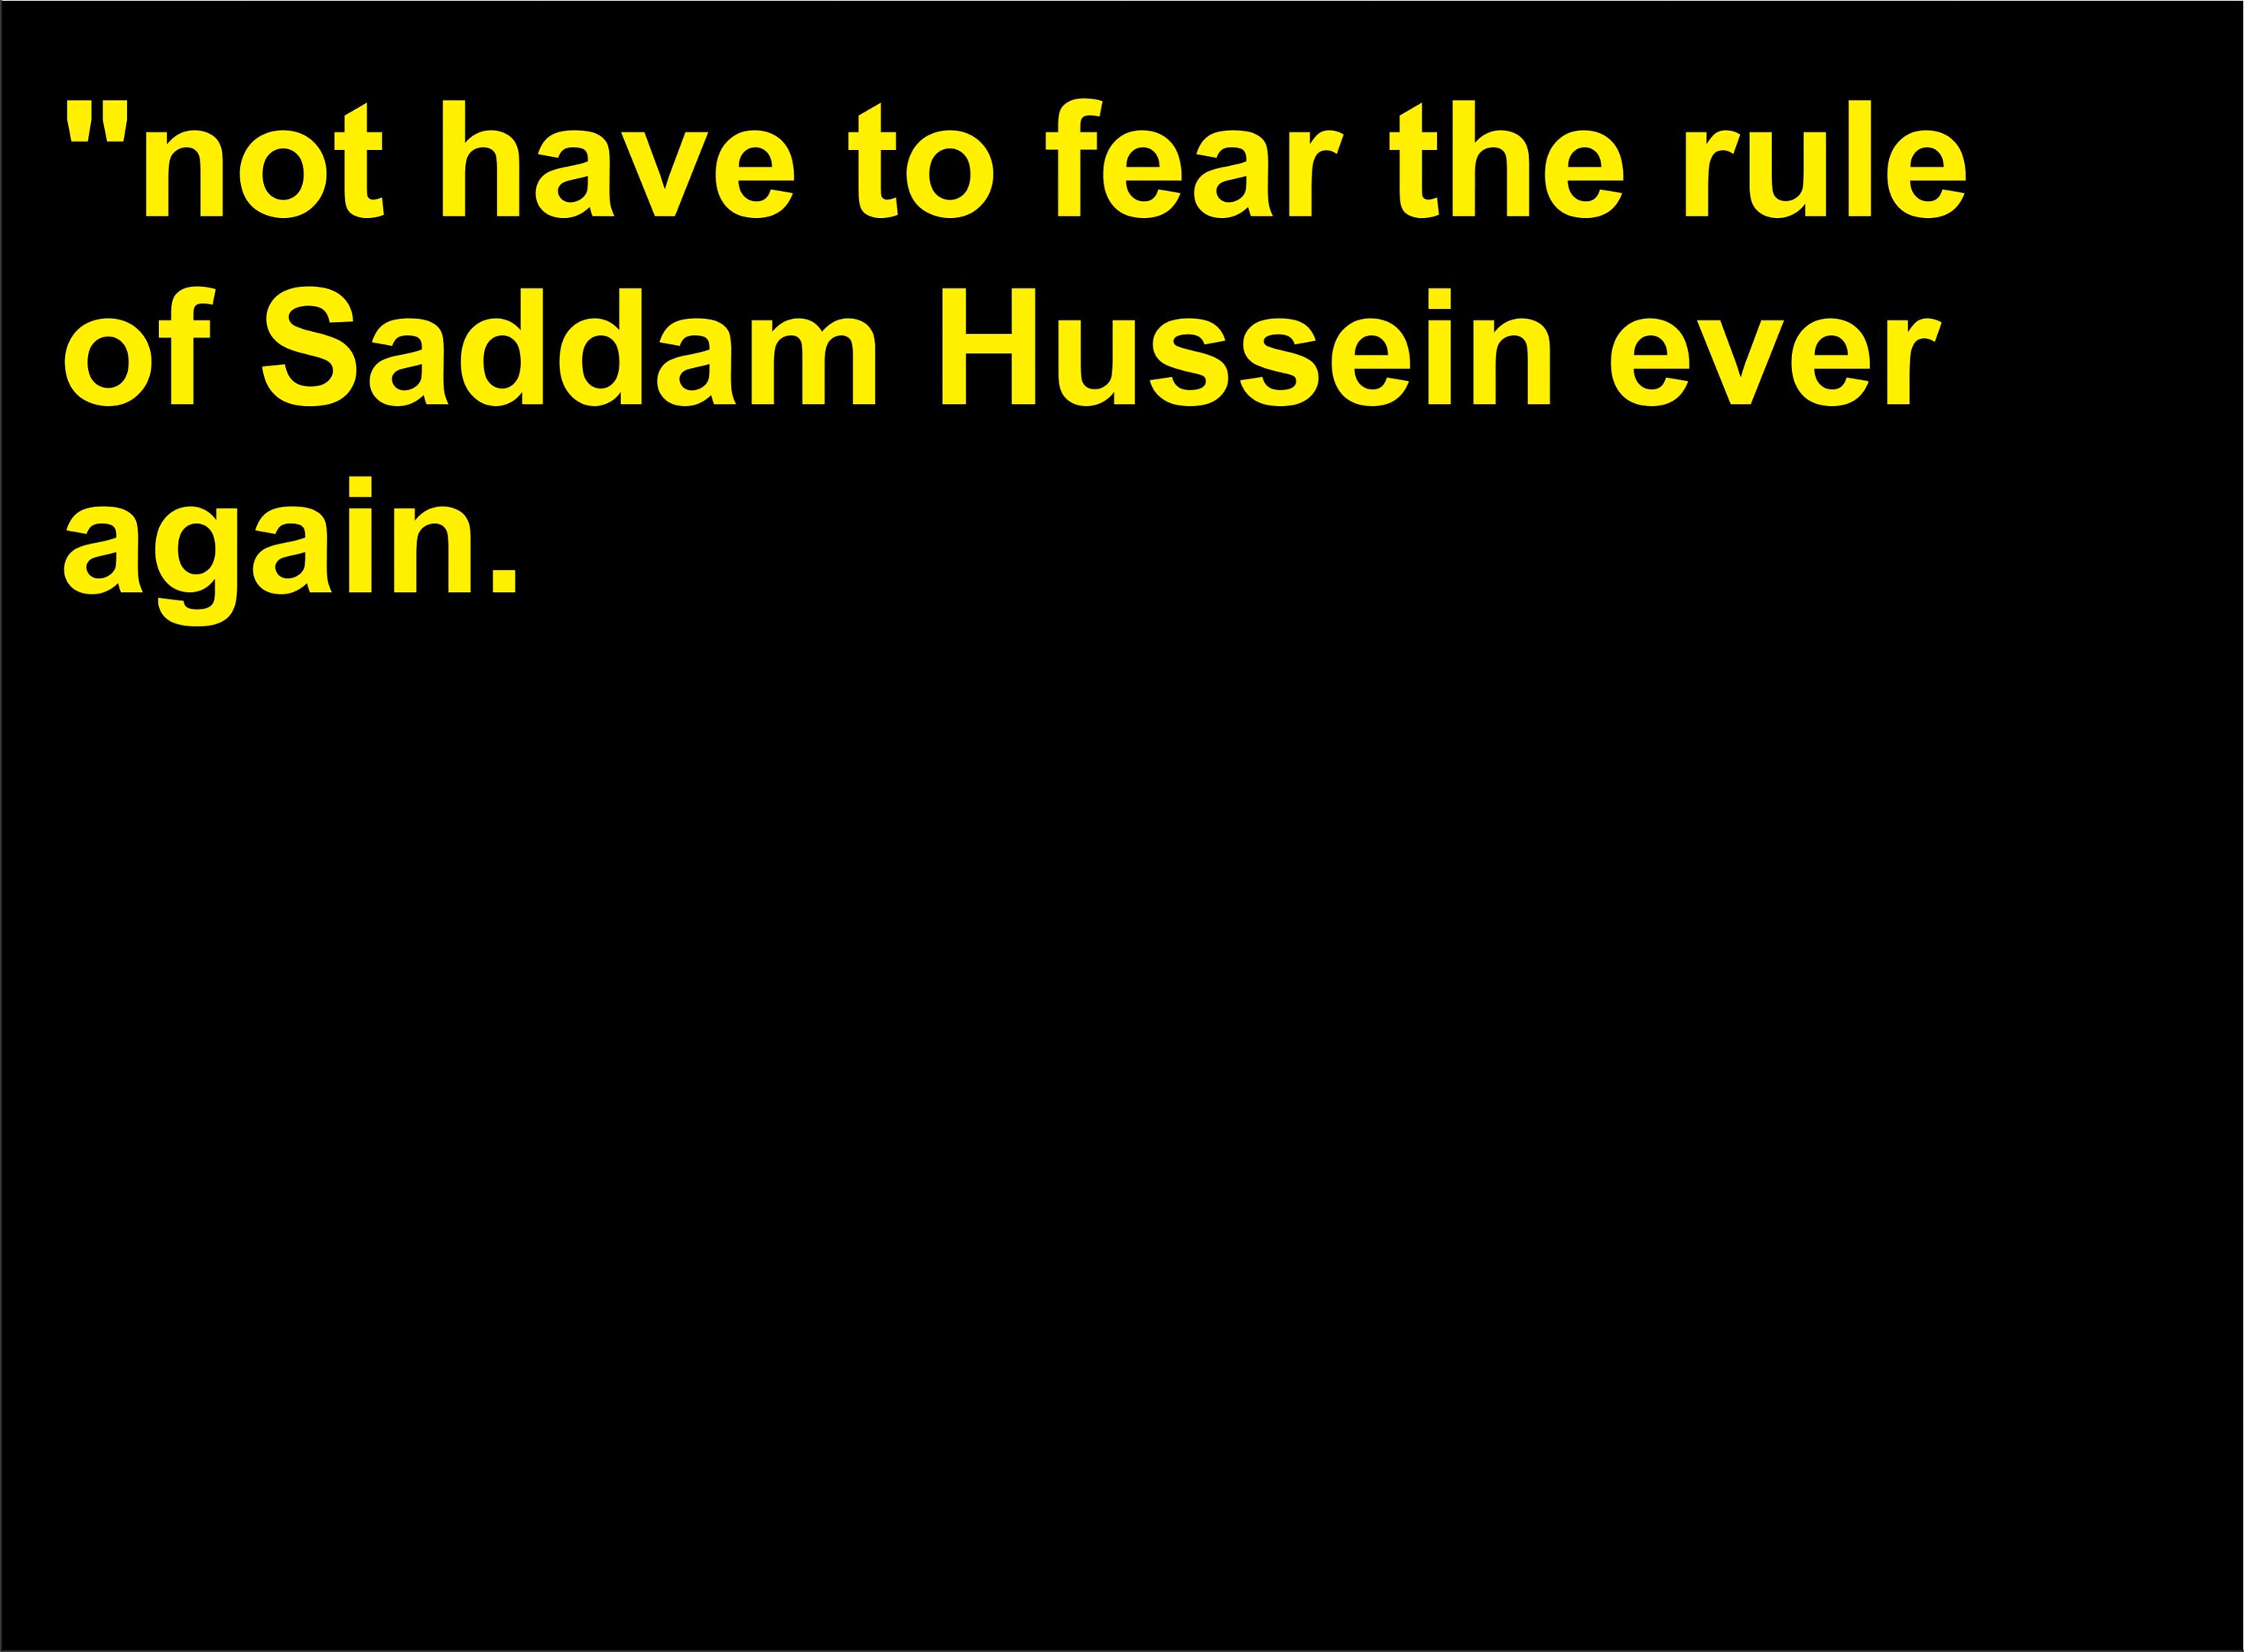 "not have to fear the rule
of Saddam Hussein ever
again.